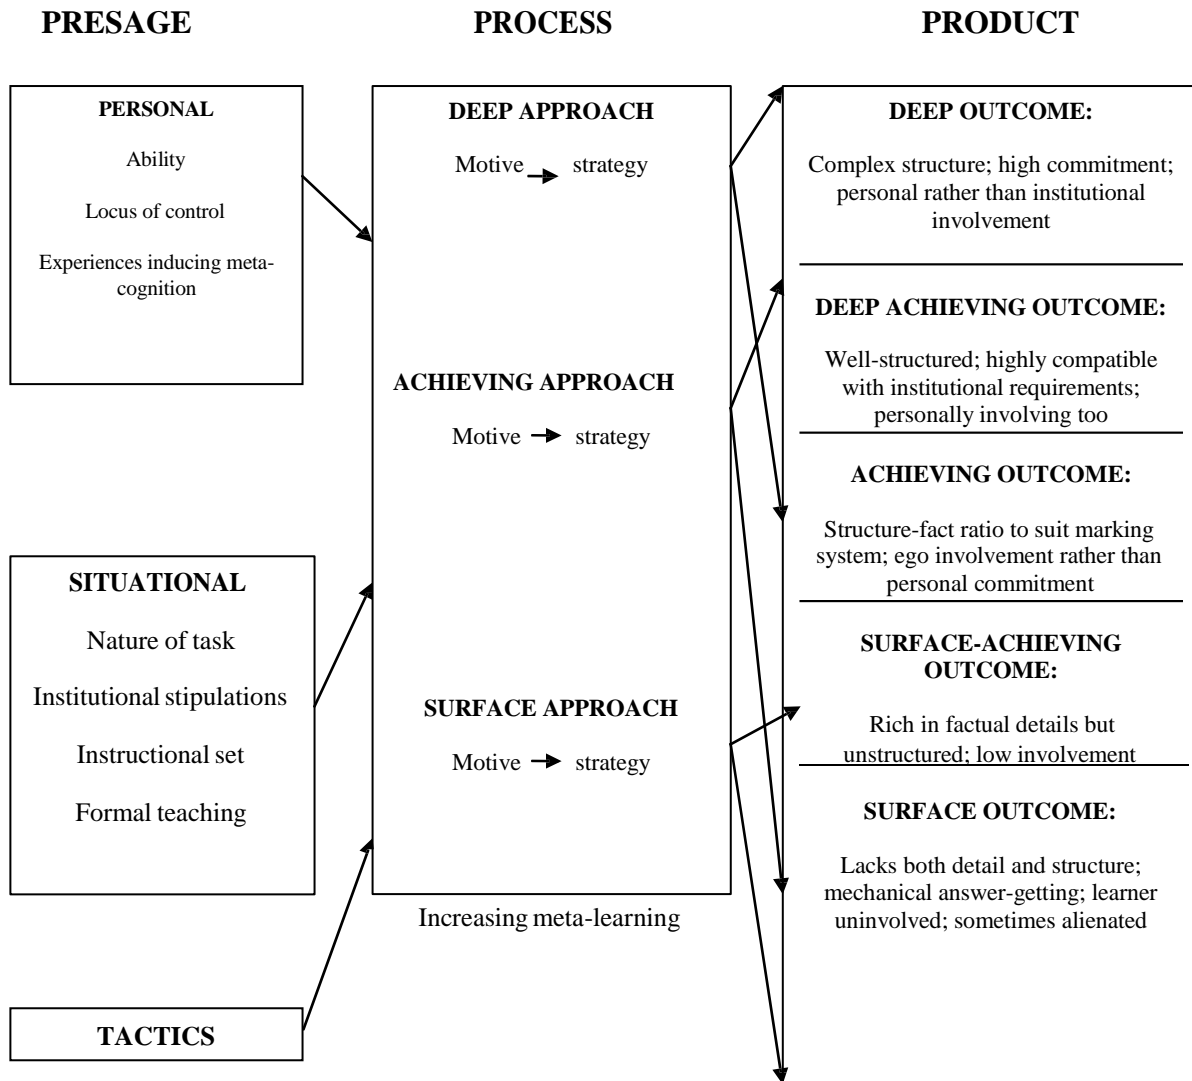 PRESAGE
PROCESS
PRODUCT
PERSONAL
Ability
Locus of control
Experiences inducing meta-
cognition
SITUATIONAL
Nature of task
Institutional stipulations
Instructional set
Formal teaching
TACTICS
DEEP APPROACH
Motive strategy
ACHIEVING APPROACH
Motive strategy
SURFACE APPROACH
Motive strategy
Increasing meta-learning
DEEP OUTCOME:
Complex structure; high commitment;
personal rather than institutional
involvement
DEEP ACHIEVING OUTCOME:
Well-structured; highly compatible
with institutional requirements;
personally involving too
ACHIEVING OUTCOME:
Structure-fact ratio to suit marking
system; ego involvement rather than
personal commitment
SURFACE-ACHIEVING
OUTCOME:
Rich in factual details but
unstructured; low involvement
SURFACE OUTCOME:
Lacks both detail and structure;
mechanical answer-getting; learner
uninvolved; sometimes alienated